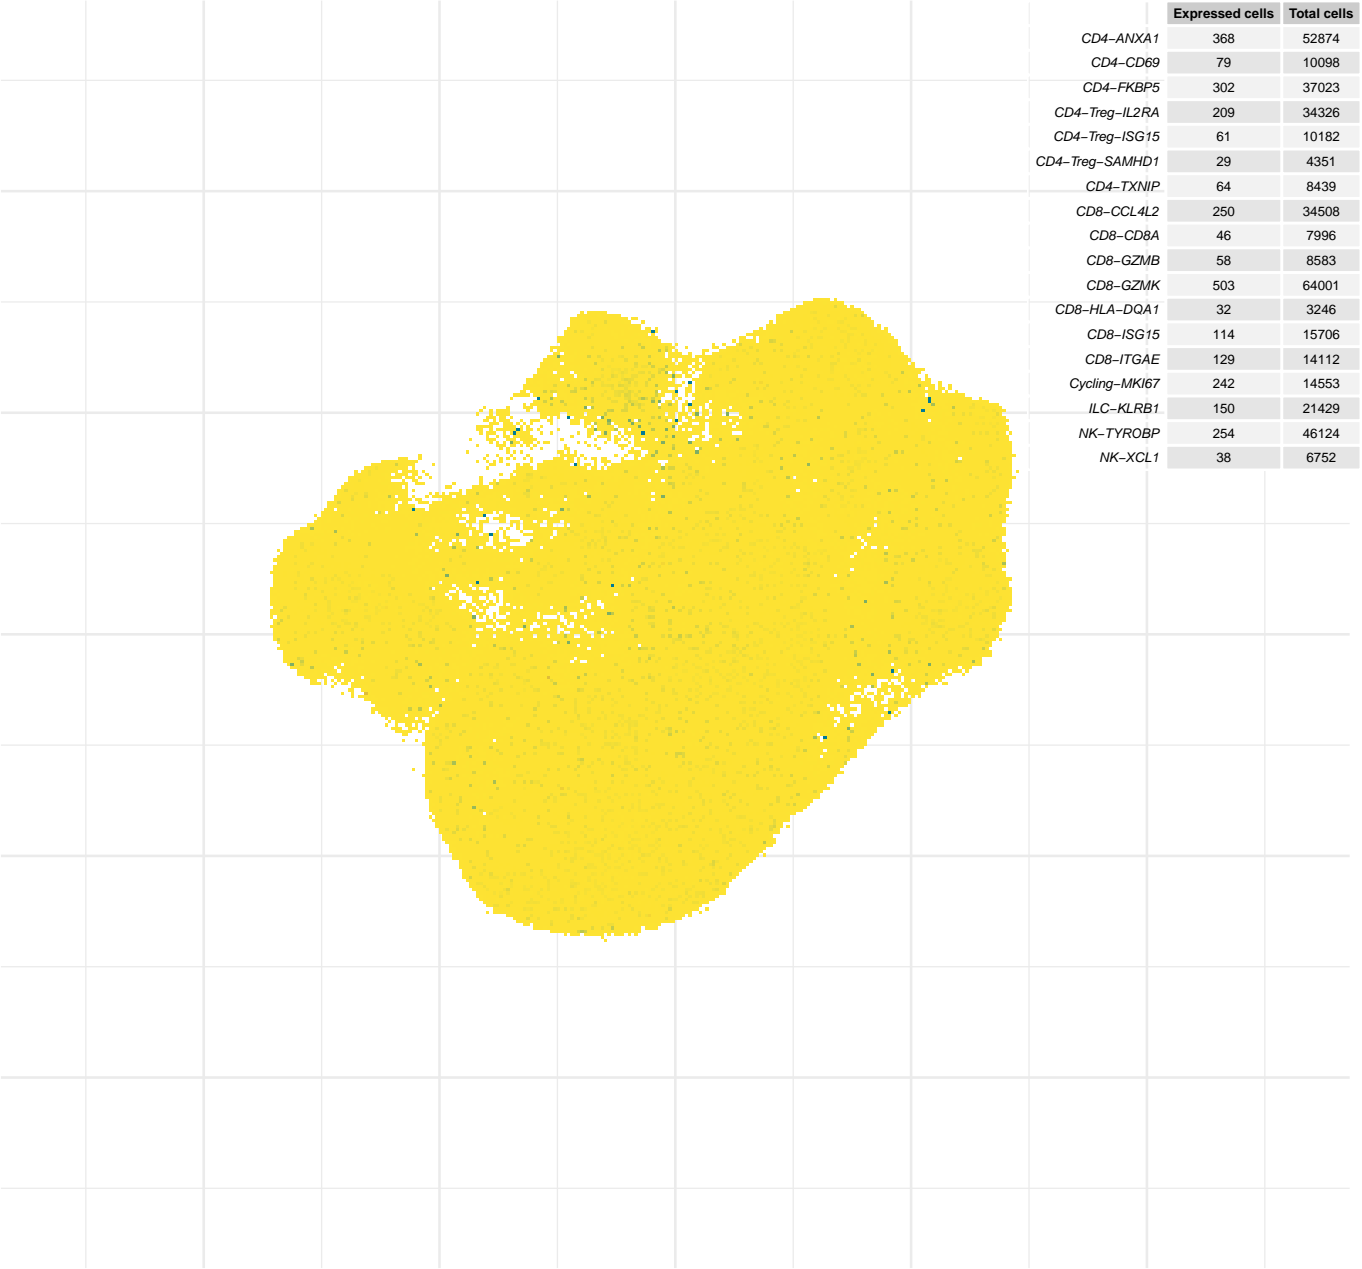 Expressed cells Total cells
CD4−ANXA1 368 52874
CD4−CD69 79 10098
CD4−FKBP5 302 37023
CD4−Treg−IL2RA 209 34326
CD4−Treg−ISG15 61 10182
CD4−Treg−SAMHD1 29 4351
CD4−TXNIP 64 8439
CD8−CCL4L2 250 34508
CD8−CD8A 46 7996
CD8−GZMB 58 8583
CD8−GZMK 503 64001
CD8−HLA−DQA1 32 3246
CD8−ISG15 114 15706
CD8−ITGAE 129 14112
Cycling−MKI67 242 14553
ILC−KLRB1 150 21429
NK−TYROBP 254 46124
NK−XCL1 38 6752